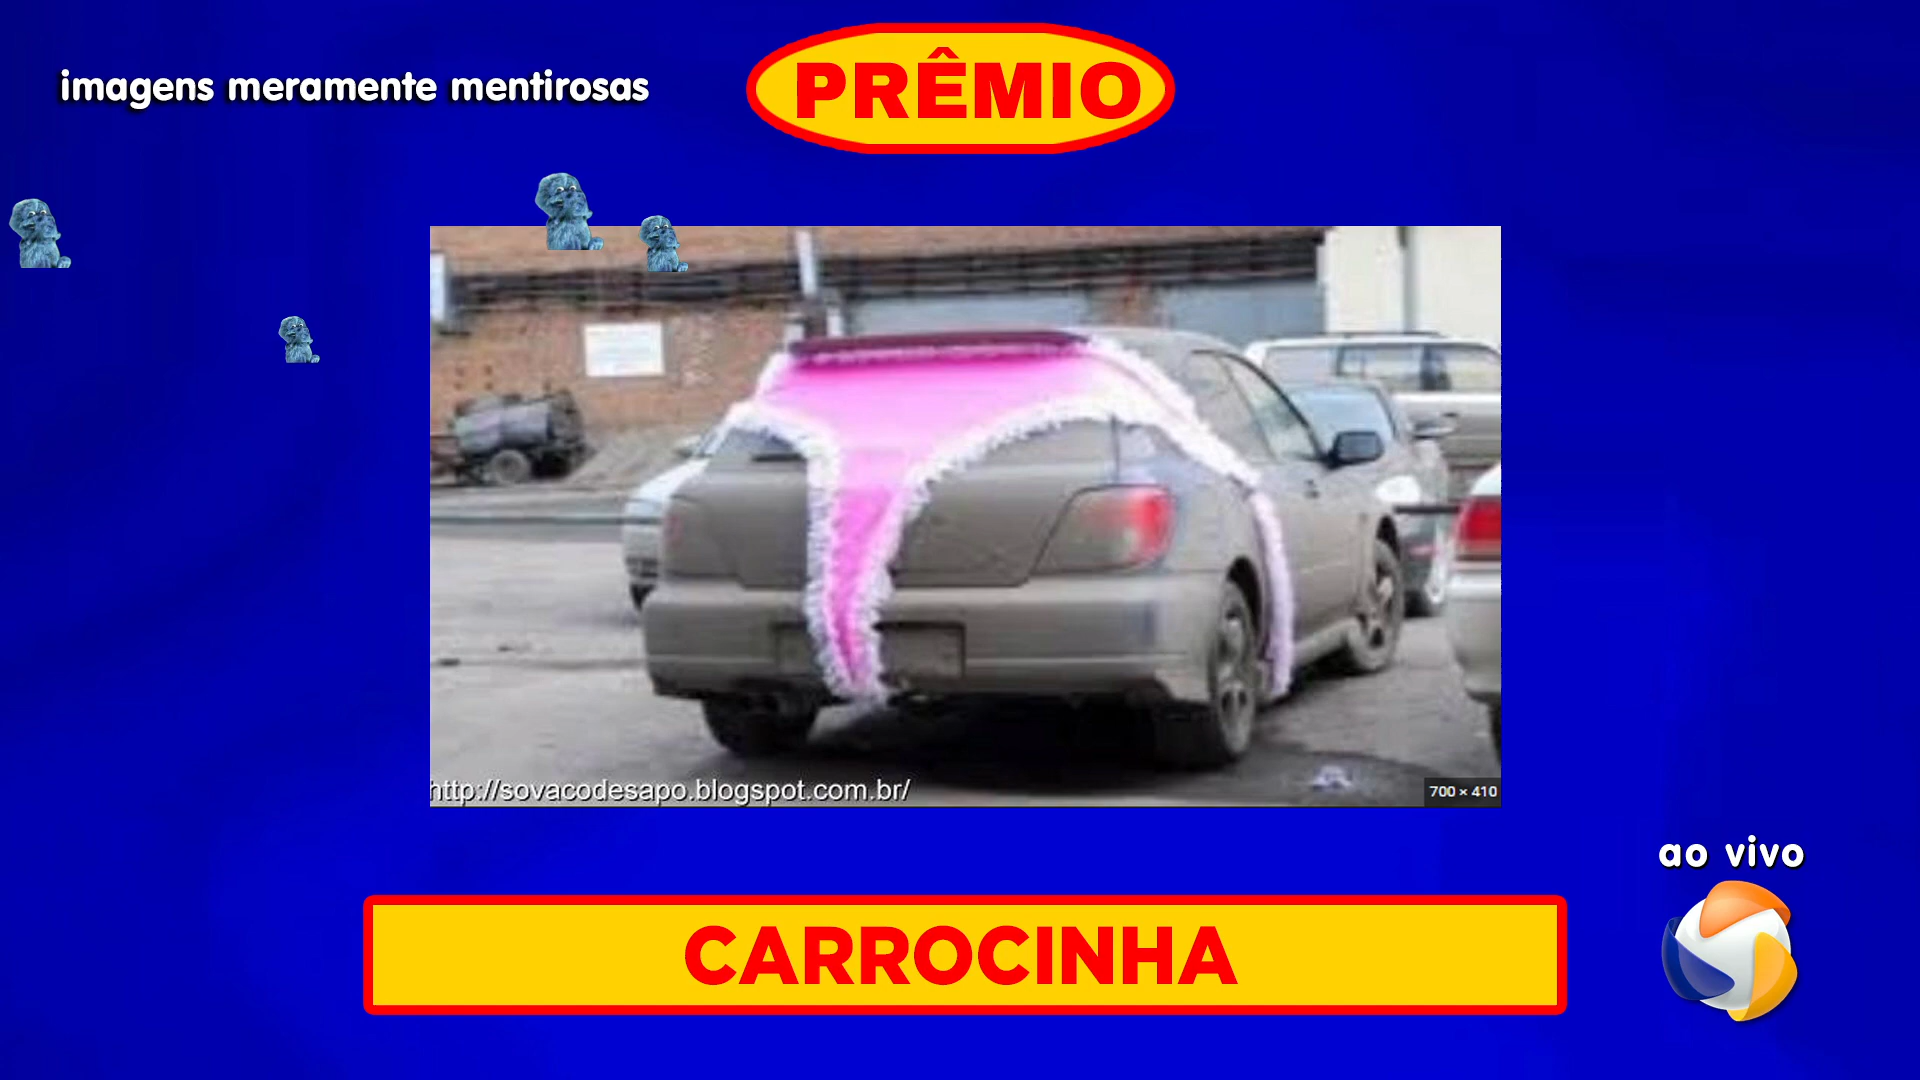 imagens meramente mentirosas
PRÊMIO
http://sovacodesapo.blogspot.com.br/
700 × 410
ao vivo
CARROCINHA